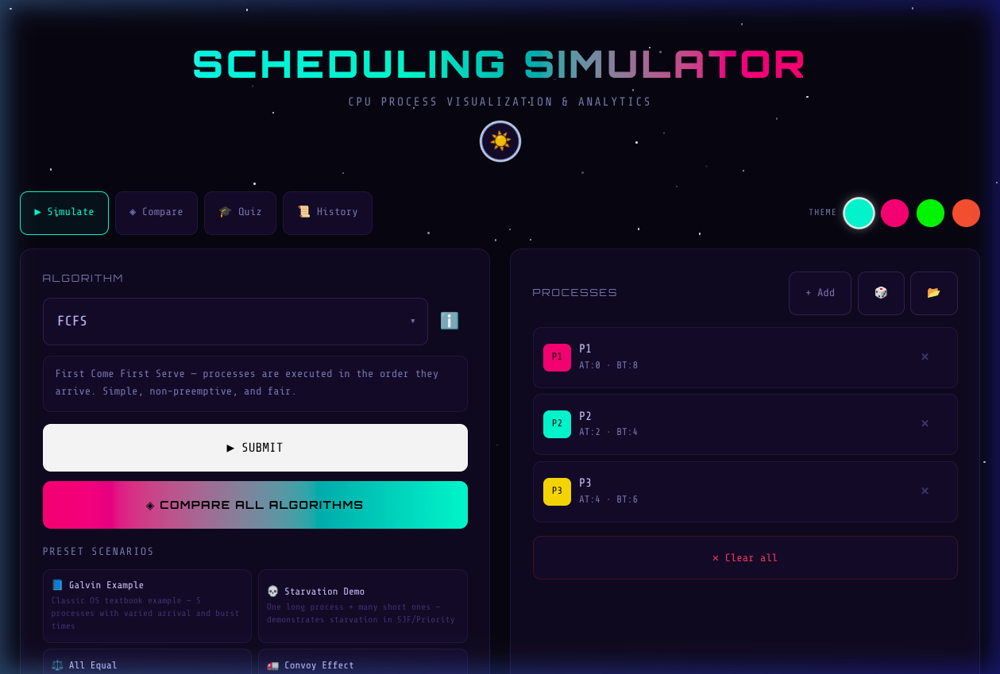 SCHEDULING SIMULATOR
CPU PROCESS VISUALIZATION & ANALYTICS
▶ Simulate
◈ Compare
🎓 Quiz
📜 History
THEME
ALGORITHM
FCFS
First Come First Serve — processes are executed in the order they
arrive. Simple, non-preemptive, and fair.
▶ SUBMIT
◈ COMPARE ALL ALGORITHMS
PRESET SCENARIOS
📘 Galvin Example
Classic OS textbook example — 5
processes with varied arrival and burst
times
💀 Starvation Demo
One long process + many short ones —
demonstrates starvation in SJF/Priority
⚖️ All Equal
🚛 Convoy Effect
PROCESSES
+ Add
P1
P1
AT:0 · BT:8
×
P2
P2
AT:2 · BT:4
×
P3
P3
AT:4 · BT:6
×
× Clear all